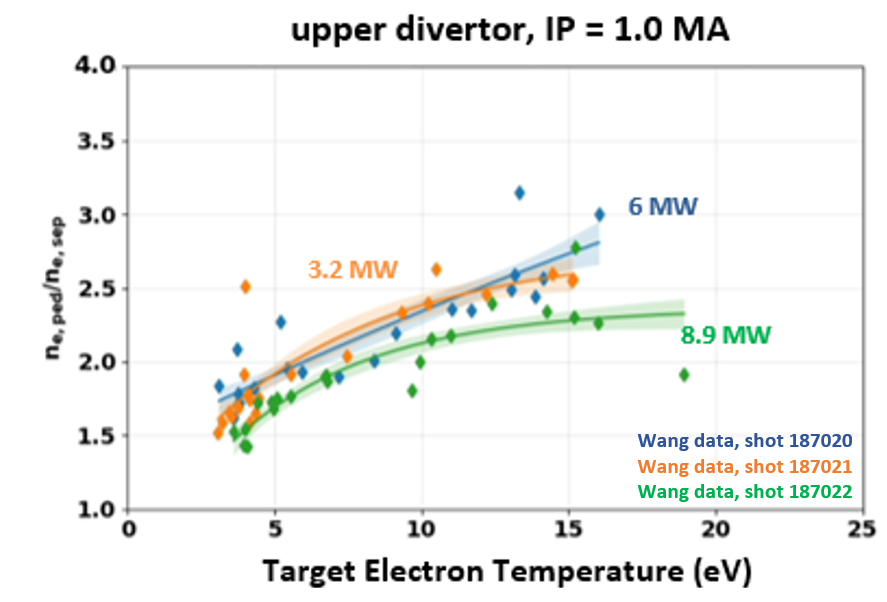 upper divertor, IP = 1.0 MA
4.0
3.5
3.0
2.5
2.0
1.5
1.0
n e, ped/n e, sep
6 MW
3.2 MW
8.9 MW
Wang data, shot 187020
Wang data, shot 187021
Wang data, shot 187022
0 5 10 15 20 25
Target Electron Temperature (eV)